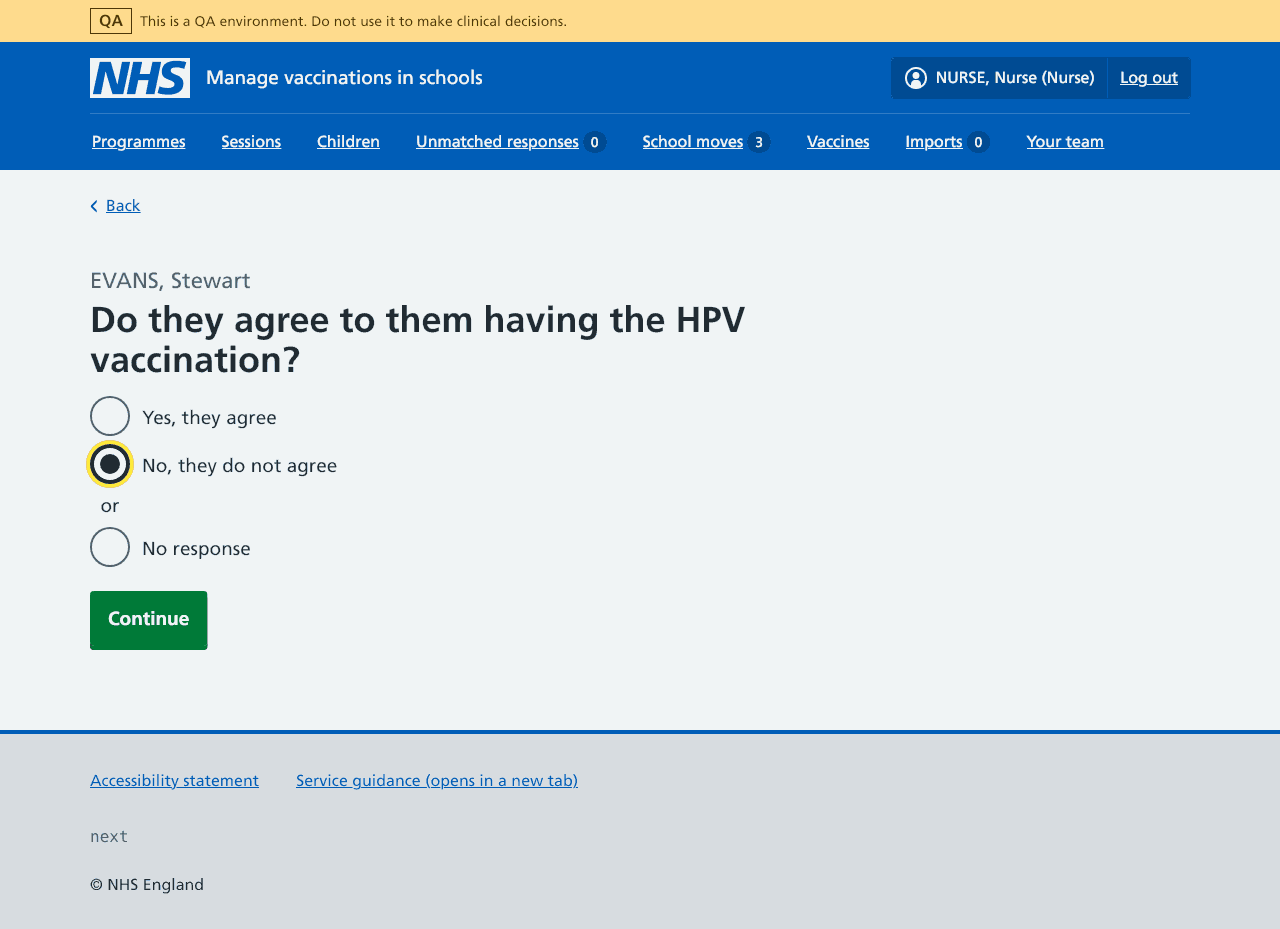 QA This is a QA environment. Do not use it to make clinical decisions.
NHS Manage vaccinations in schools NURSE, Nurse (Nurse) Log out
Programmes Sessions Children Unmatched responses 0 School moves 3 Vaccines Imports 0 Your team
Back
EVANS, Stewart
Do they agree to them having the HPV
vaccination?
Yes, they agree
No, they do not agree
or
No response
Continue
Accessibility statement Service guidance (opens in a new tab)
next
© NHS England